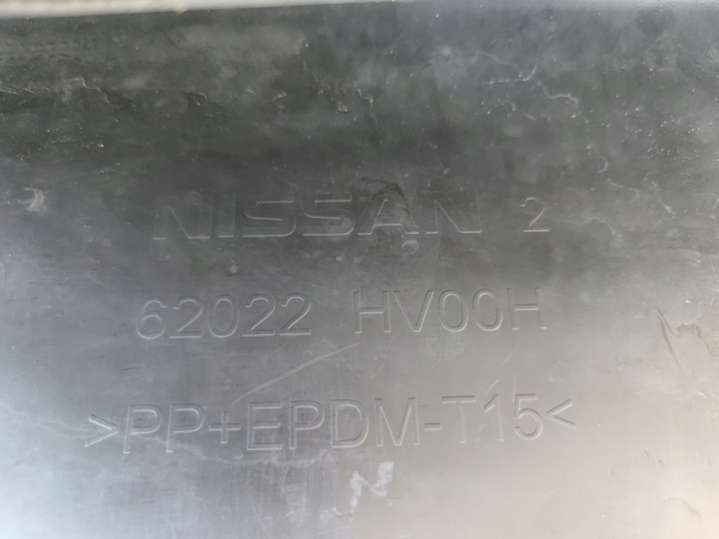 NISSAN 2
62022 HV00H
>PP+EPDM-T15<
N